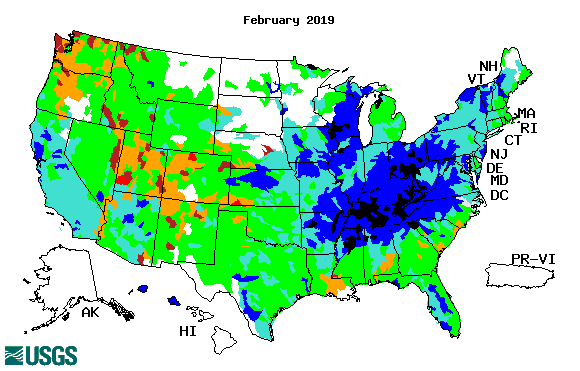 February 2019
NH
VT
MA
RI
CT
NJ
DE
MD
DC
PR-VI
AK
HI
USGS